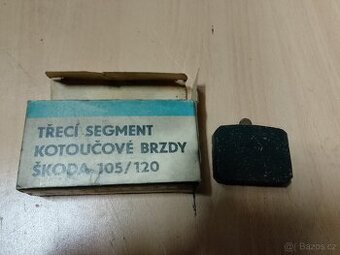 TŘECÍ SEGMENT
KOTOUČOVÉ BRZDY
ŠKODA 105/120
Bazos.cz